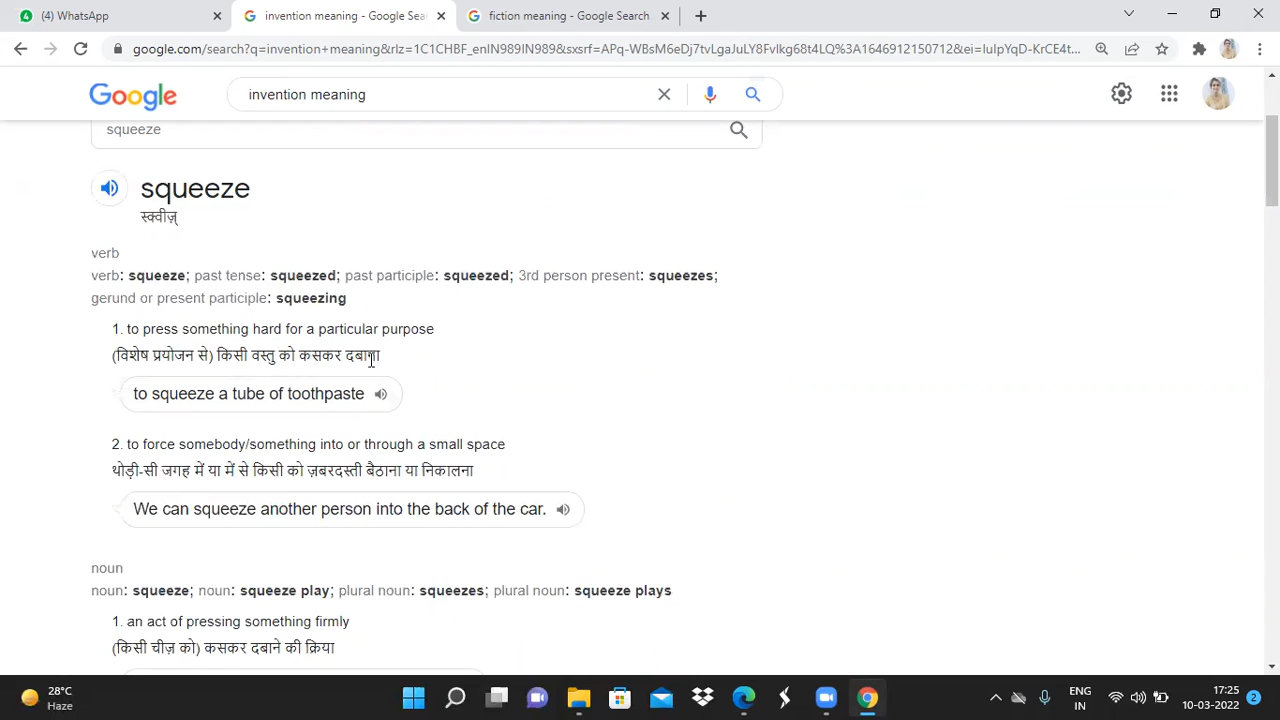 4 WhatsApp
invention meaning - Google Sear
fiction meaning - Google Search
google.com/search?q=invention+meaning&rlz=1C1CHBF_enIN989IN989&sxsrf=APq-WBsM6eDj7tvLgaJuLY8Fvlkg68t4LQ%3A1646912150712&ei=IuIpYqD-KrCE4t...
Google
invention meaning
squeeze
squeeze
स्क्वीज़्
verb
verb: squeeze; past tense: squeezed; past participle: squeezed; 3rd person present: squeezes;
gerund or present participle: squeezing
1. to press something hard for a particular purpose
(विशेष प्रयोजन से) किसी वस्तु को कसकर दबाना
to squeeze a tube of toothpaste
2. to force somebody/something into or through a small space
थोड़ी-सी जगह में या में से किसी को ज़बरदस्ती बैठाना या निकालना
We can squeeze another person into the back of the car.
noun
noun: squeeze; noun: squeeze play; plural noun: squeezes; plural noun: squeeze plays
1. an act of pressing something firmly
(किसी चीज़ को) कसकर दबाने की क्रिया
28°C
Haze
ENG
IN
17:25
10-03-2022
2